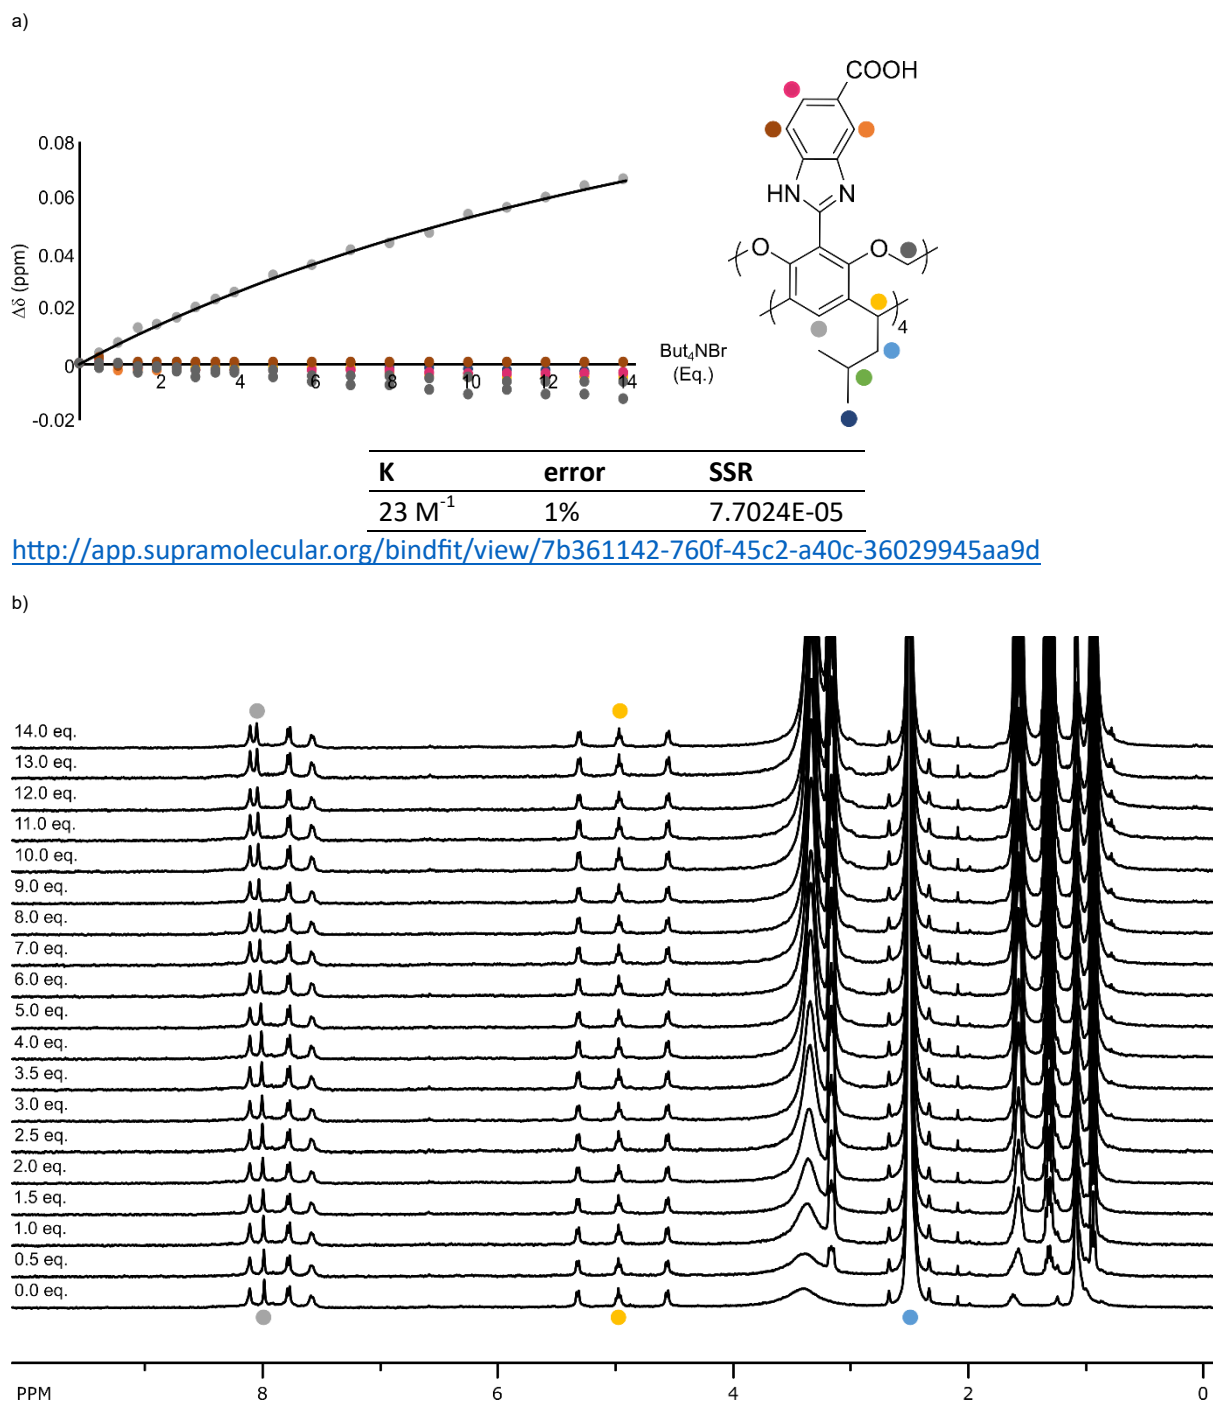 a)
COOH
HN
N
O
O
4
0.08
0.06
0.04
0.02
0
-0.02
Δδ (ppm)
2
4
6
8
10
12
14
But₄NBr
(Eq.)
K error SSR
23 M⁻¹ 1% 7.7024E-05
http://app.supramolecular.org/bindfit/view/7b361142-760f-45c2-a40c-36029945aa9d
b)
14.0 eq.
13.0 eq.
12.0 eq.
11.0 eq.
10.0 eq.
9.0 eq.
8.0 eq.
7.0 eq.
6.0 eq.
5.0 eq.
4.0 eq.
3.5 eq.
3.0 eq.
2.5 eq.
2.0 eq.
1.5 eq.
1.0 eq.
0.5 eq.
0.0 eq.
PPM 8 6 4 2 0